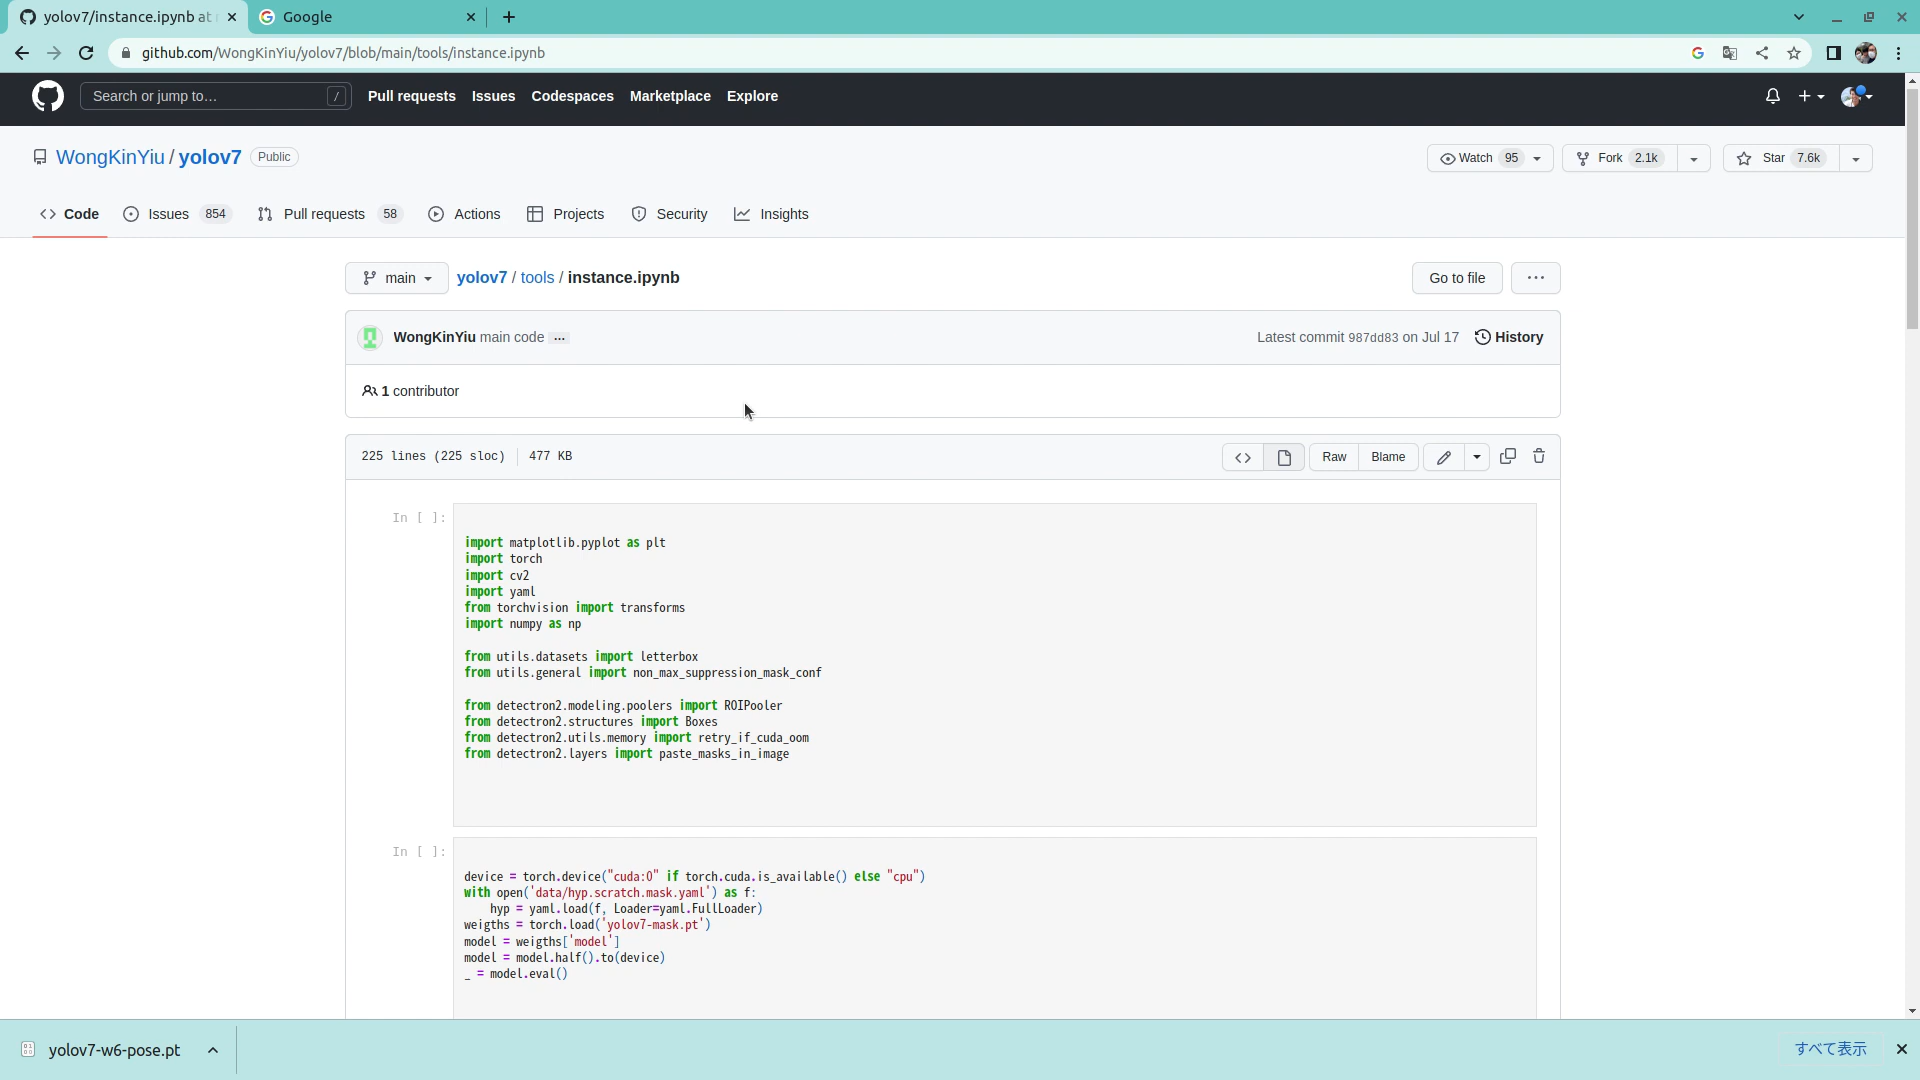 yolov7/instance.ipynb at
Google
github.com/WongKinYiu/yolov7/blob/main/tools/instance.ipynb
Search or jump to…
/
Pull requests
Issues
Codespaces
Marketplace
Explore
WongKinYiu / yolov7
Public
Watch 95
Fork 2.1k
Star 7.6k
Code
Issues 854
Pull requests 58
Actions
Projects
Security
Insights
main
yolov7 / tools / instance.ipynb
Go to file
WongKinYiu main code …
Latest commit 987dd83 on Jul 17
History
1 contributor
225 lines (225 sloc)
477 KB
Raw
Blame
In [ ]:
import matplotlib.pyplot as plt
import torch
import cv2
import yaml
from torchvision import transforms
import numpy as np
from utils.datasets import letterbox
from utils.general import non_max_suppression_mask_conf
from detectron2.modeling.poolers import ROIPooler
from detectron2.structures import Boxes
from detectron2.utils.memory import retry_if_cuda_oom
from detectron2.layers import paste_masks_in_image
In [ ]:
device = torch.device("cuda:0" if torch.cuda.is_available() else "cpu")
with open('data/hyp.scratch.mask.yaml') as f:
    hyp = yaml.load(f, Loader=yaml.FullLoader)
weigths = torch.load('yolov7-mask.pt')
model = weigths['model']
model = model.half().to(device)
_ = model.eval()
yolov7-w6-pose.pt
すべて表示